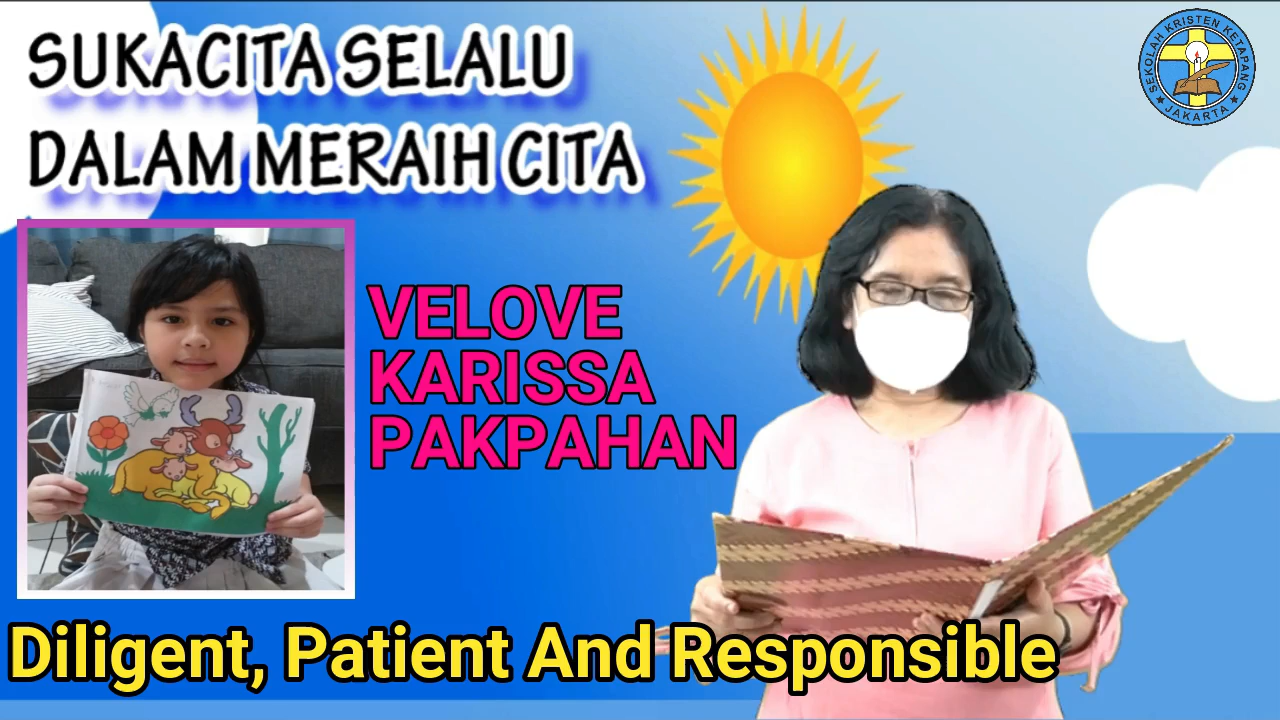 SUKACITA SELALU
DALAM MERAIH CITA
SEKOLAH KRISTEN KETAPANG
JAKARTA
VELOVE
KARISSA
PAKPAHAN
Diligent, Patient And Responsible